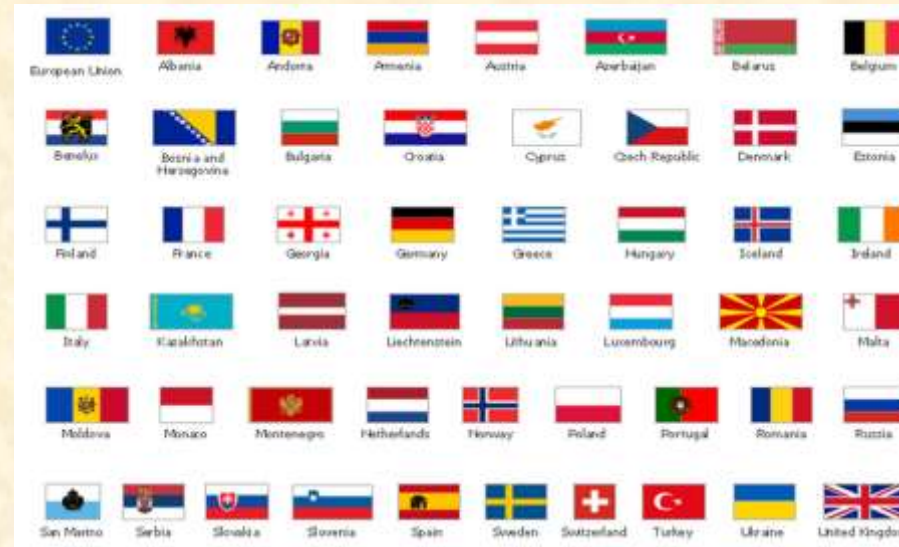 European Union Albania Andorra Armenia Austria Azerbaijan Belarus Belgium
Benelux Bosnia and Herzegovina Bulgaria Croatia Cyprus Czech Republic Denmark Estonia
Finland France Georgia Germany Greece Hungary Iceland Ireland
Italy Kazakhstan Latvia Liechtenstein Lithuania Luxembourg Macedonia Malta
Moldova Monaco Montenegro Netherlands Norway Poland Portugal Romania Russia
San Marino Serbia Slovakia Slovenia Spain Sweden Switzerland Turkey Ukraine United Kingdo